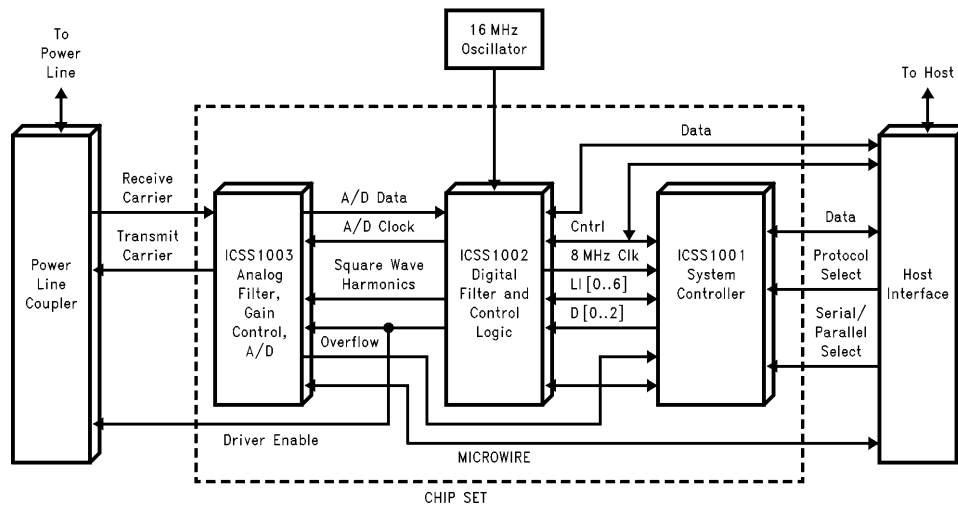 To
Power
Line
16 MHz
Oscillator
To Host
Data
Receive
Carrier
Transmit
Carrier
Power
Line
Coupler
ICSS1003
Analog
Filter,
Gain
Control,
A/D
A/D Data
A/D Clock
Square Wave
Harmonics
Overflow
Driver Enable
ICSS1002
Digital
Filter and
Control
Logic
Cntrl
8 MHz Clk
LI [0..6]
D [0..2]
ICSS1001
System
Controller
Data
Protocol
Select
Serial/
Parallel
Select
Host
Interface
MICROWIRE
CHIP SET